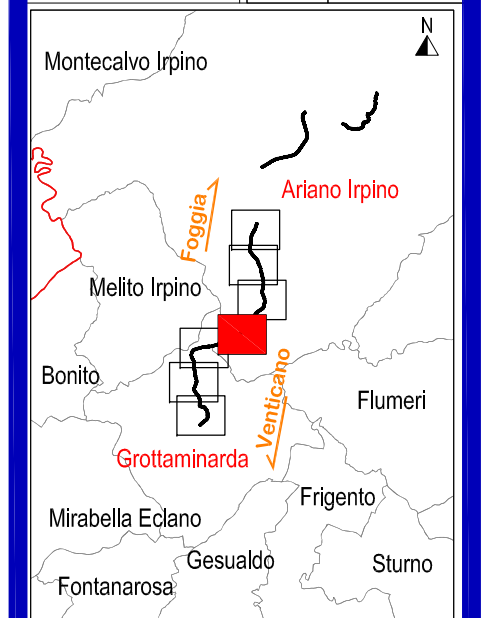 N
Montecalvo Irpino
Ariano Irpino
Foggia
Melito Irpino
Bonito
Venticano
Flumeri
Grottaminarda
Frigento
Mirabella Eclano
Gesualdo
Sturno
Fontanarosa